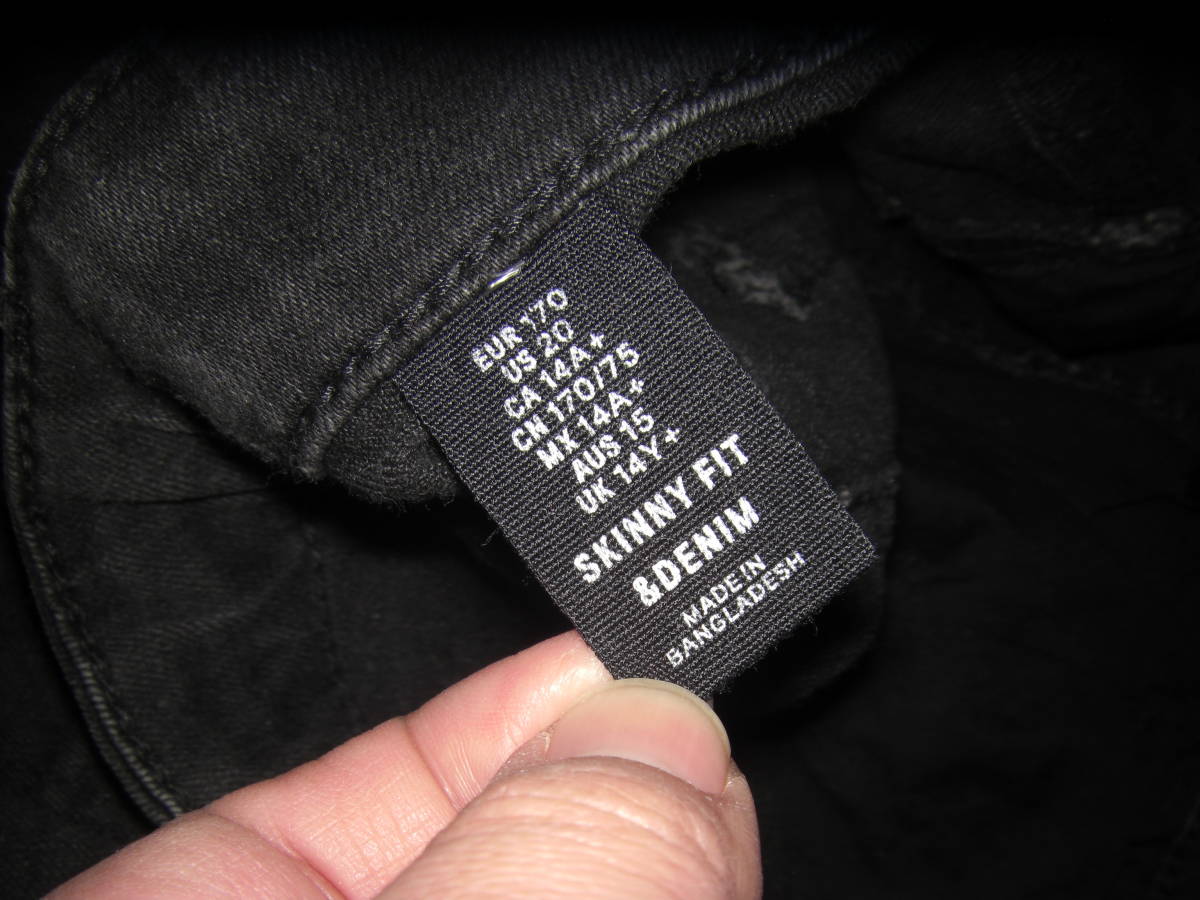 EUR 170
US 20
CA 14A+
CN 170/75
MX 14A+
AUS 15
UK 14Y+
SKINNY FIT
&DENIM
MADE IN
BANGLADESH